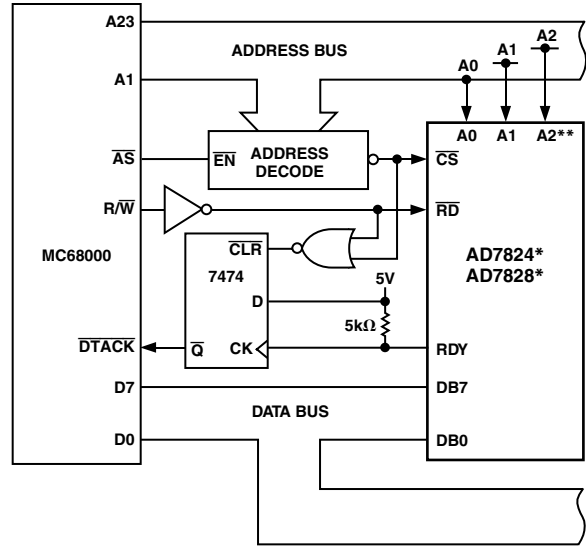 A23
ADDRESS BUS
A2
A1
A0
A1
A0 A1 A2**
AS
EN
ADDRESS
DECODE
CS
R/W
RD
MC68000
CLR
AD7824*
AD7828*
7474
5V
D
5kΩ
DTACK
Q
CK
RDY
D7
DB7
DATA BUS
D0
DB0